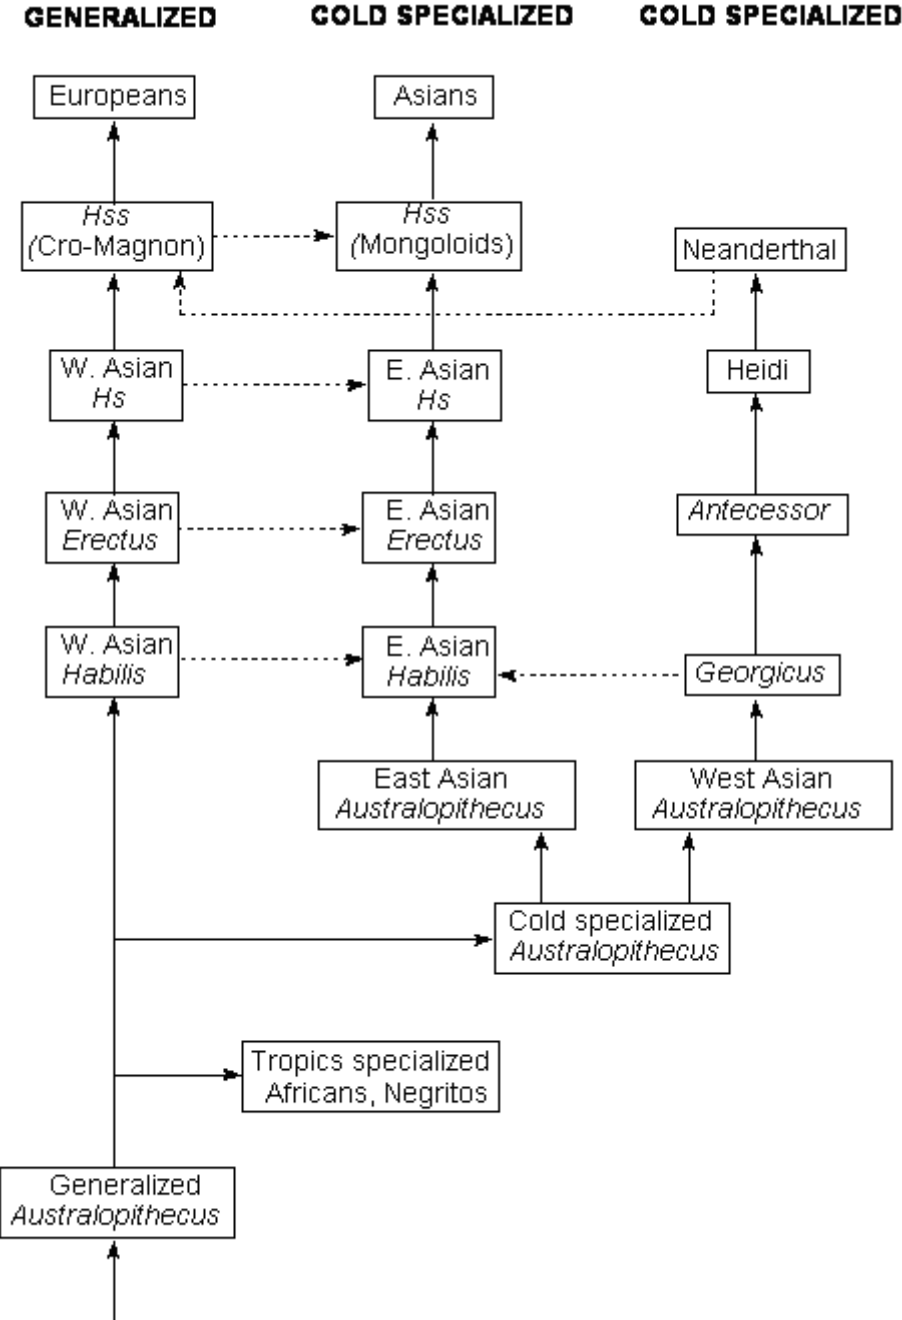 GENERALIZED
COLD SPECIALIZED
COLD SPECIALIZED
Europeans
Asians
Hss
(Cro-Magnon)
Hss
(Mongoloids)
Neanderthal
W. Asian
Hs
E. Asian
Hs
Heidi
W. Asian
Erectus
E. Asian
Erectus
Antecessor
W. Asian
Habilis
E. Asian
Habilis
Georgicus
East Asian
Australopithecus
West Asian
Australopithecus
Cold specialized
Australopithecus
Tropics specialized
Africans, Negritos
Generalized
Australopithecus